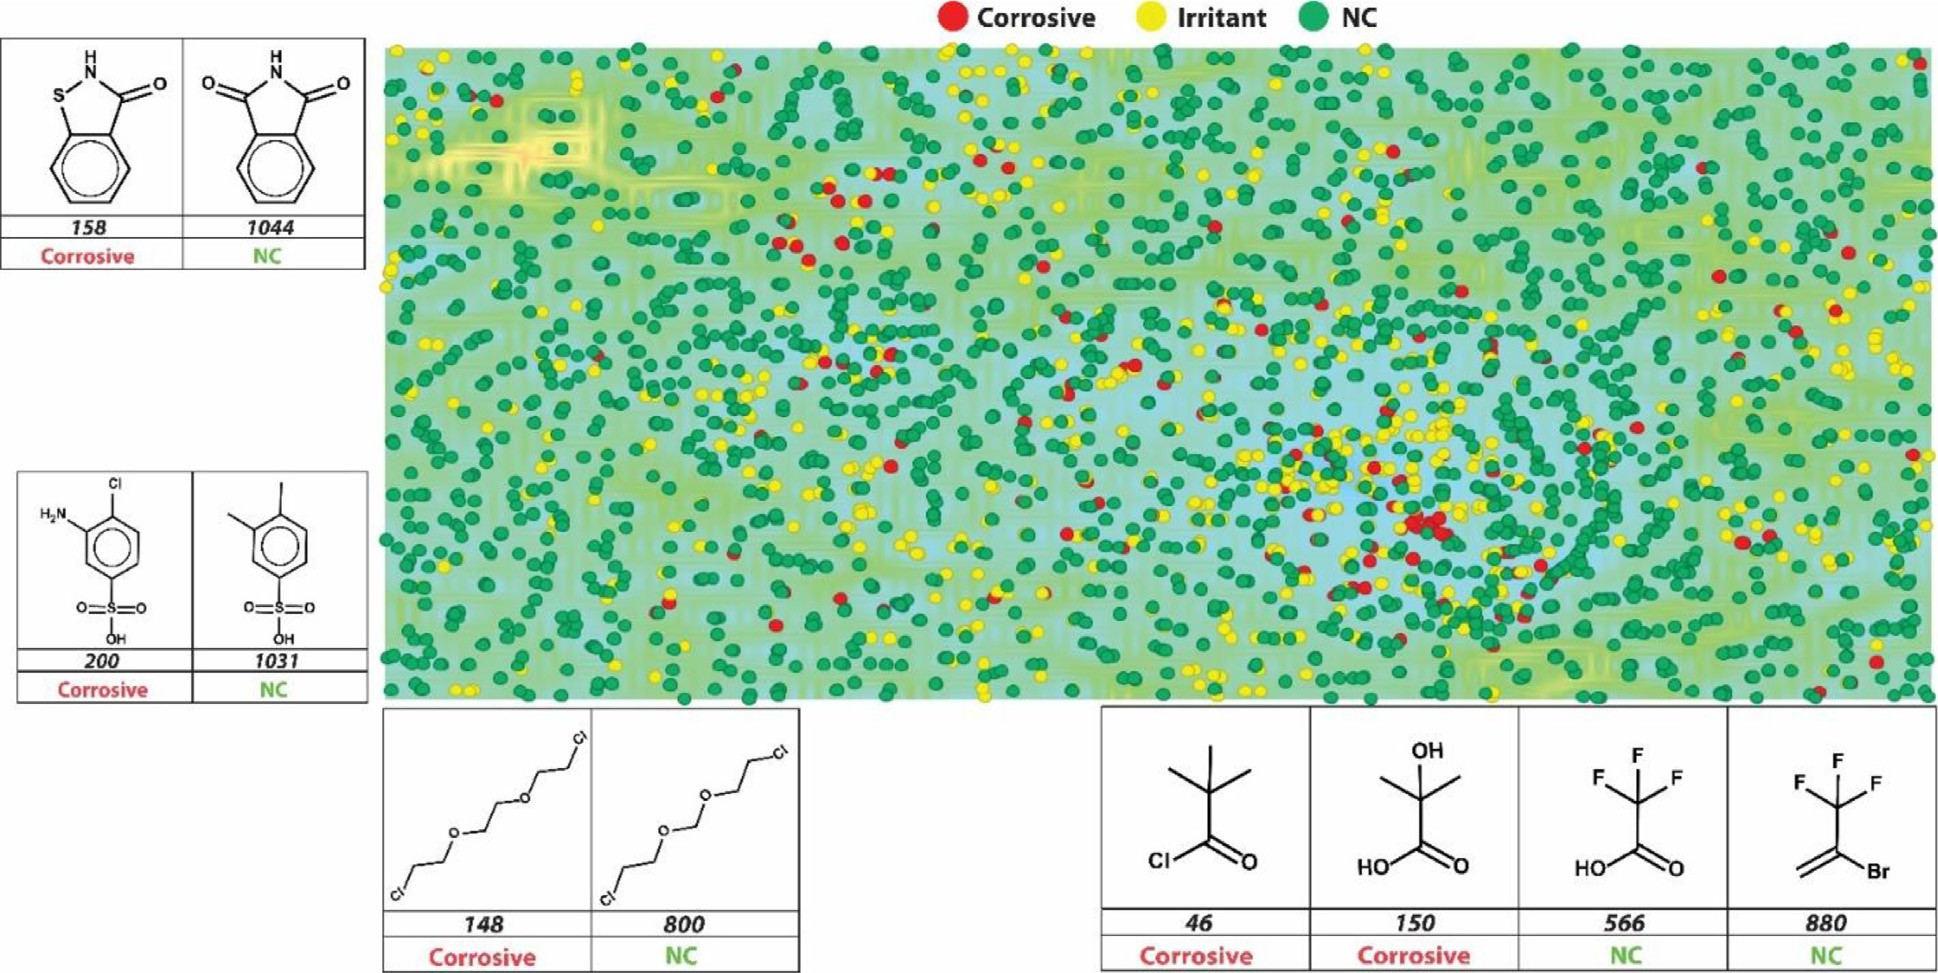 Corrosive Irritant NC
H
N
S
O
H
N
O
O
158 1044
Corrosive NC
Cl
H₂N
O S O
OH
O S O
OH
200 1031
Corrosive NC
Cl
O
O
Cl
Cl
O
O
Cl
148 800
Corrosive NC
Cl O
OH
HO O
F
F F
HO O
F
F F
Br
46 150 566 880
Corrosive Corrosive NC NC